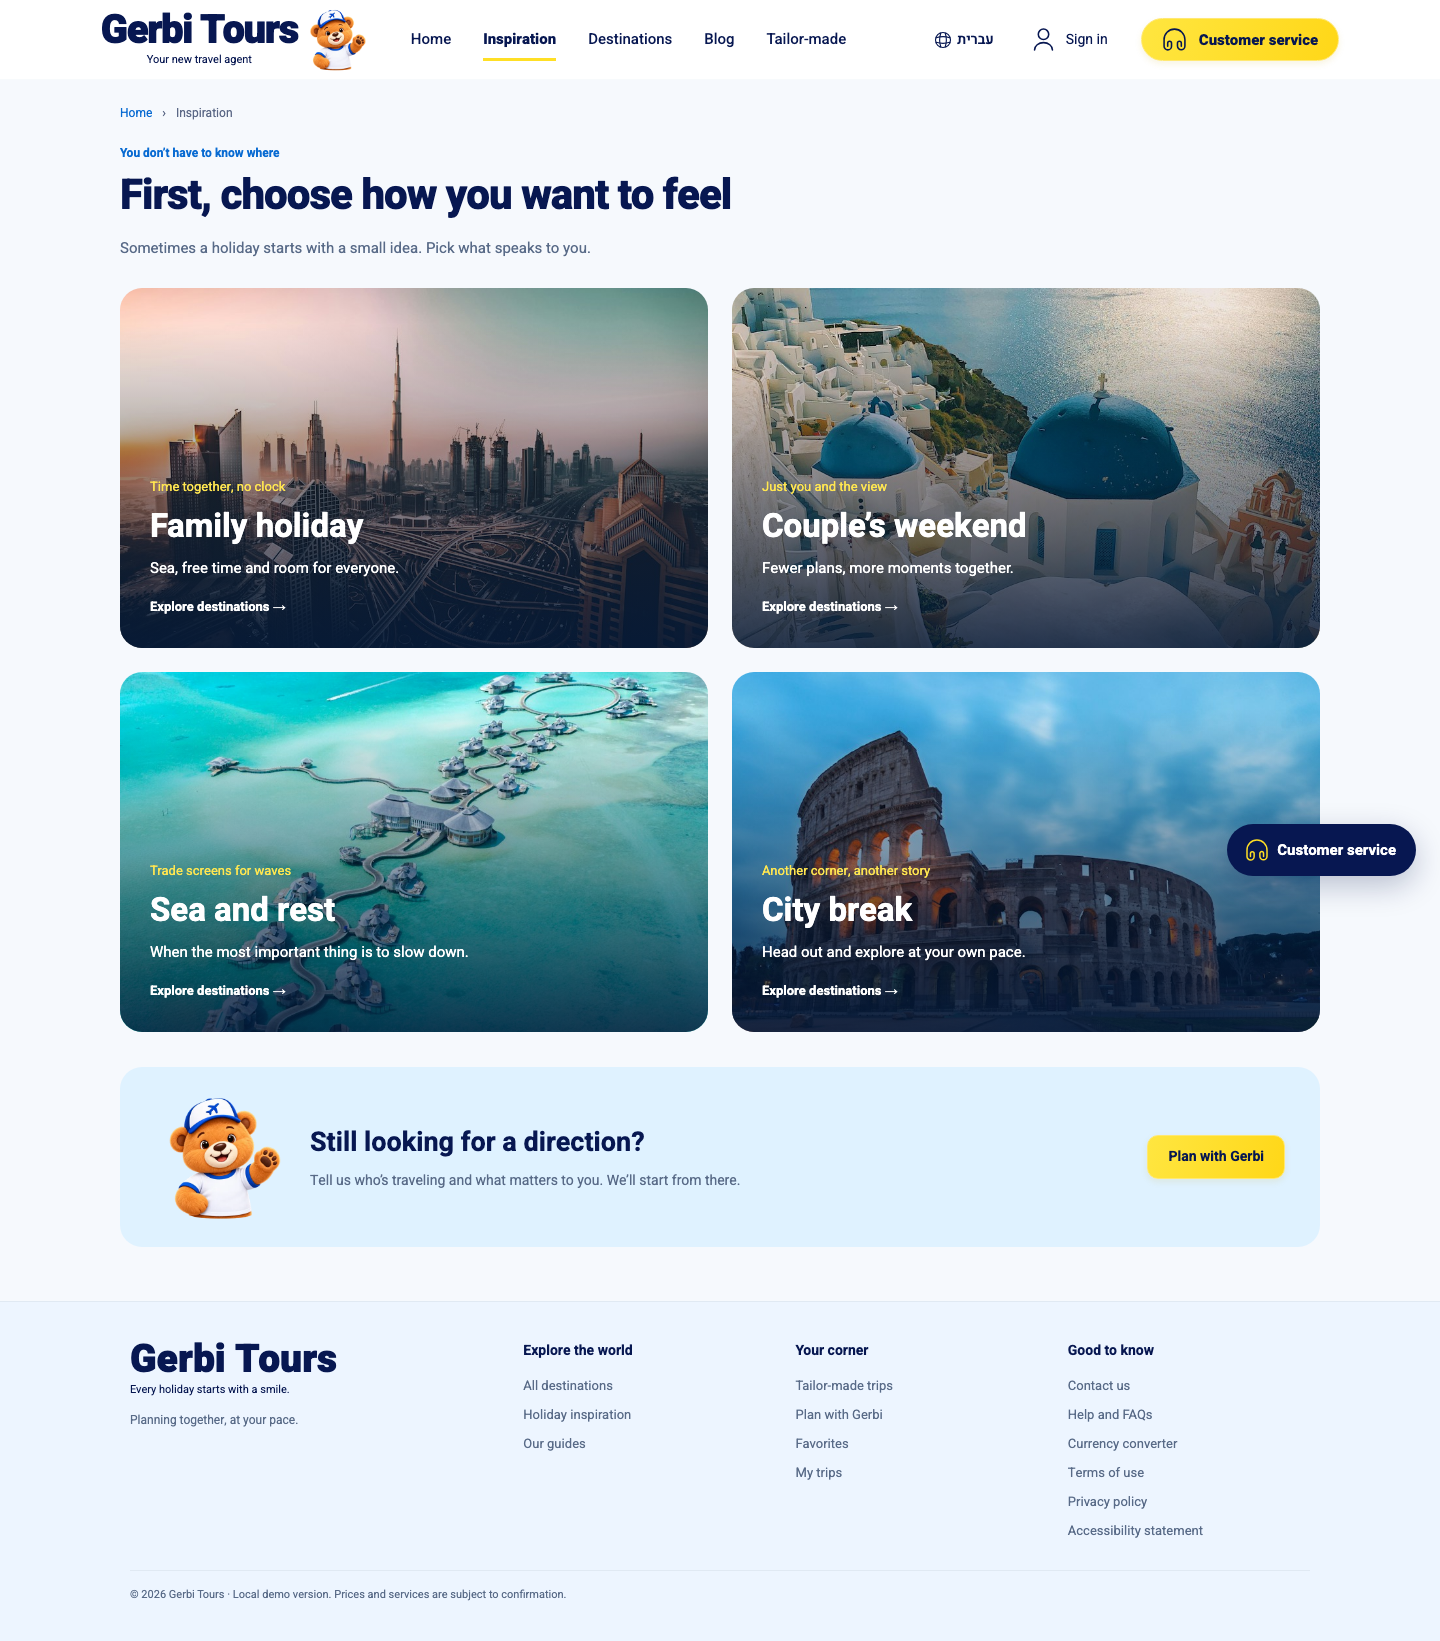 Gerbi Tours
Your new travel agent
Home
Inspiration
Destinations
Blog
Tailor-made
עברית
Sign in
Customer service
Home › Inspiration
You don’t have to know where
First, choose how you want to feel
Sometimes a holiday starts with a small idea. Pick what speaks to you.
Time together, no clock
Family holiday
Sea, free time and room for everyone.
Explore destinations →
Just you and the view
Couple’s weekend
Fewer plans, more moments together.
Explore destinations →
Trade screens for waves
Sea and rest
When the most important thing is to slow down.
Explore destinations →
Another corner, another story
City break
Head out and explore at your own pace.
Explore destinations →
Customer service
Still looking for a direction?
Tell us who’s traveling and what matters to you. We’ll start from there.
Plan with Gerbi
Gerbi Tours
Every holiday starts with a smile.
Planning together, at your pace.
Explore the world
All destinations
Holiday inspiration
Our guides
Your corner
Tailor-made trips
Plan with Gerbi
Favorites
My trips
Good to know
Contact us
Help and FAQs
Currency converter
Terms of use
Privacy policy
Accessibility statement
© 2026 Gerbi Tours · Local demo version. Prices and services are subject to confirmation.